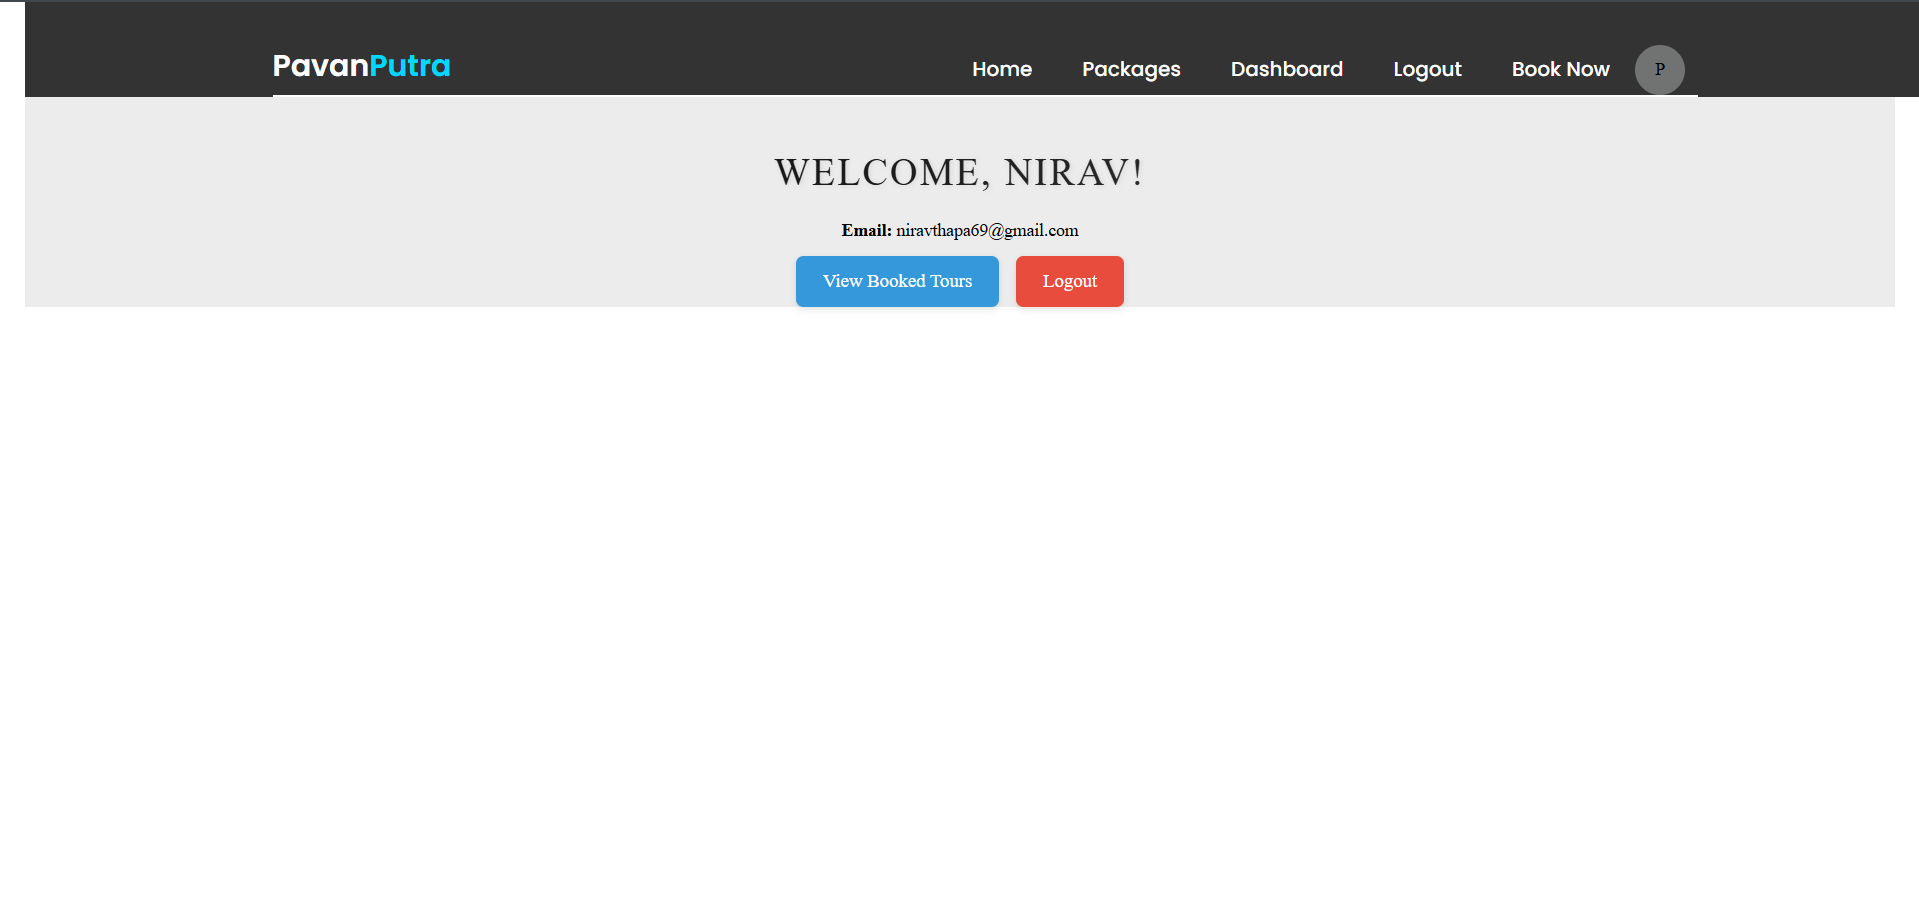 PavanPutra Home Packages Dashboard Logout Book Now P
WELCOME, NIRAV!
Email: niravthapa69@gmail.com
View Booked Tours Logout